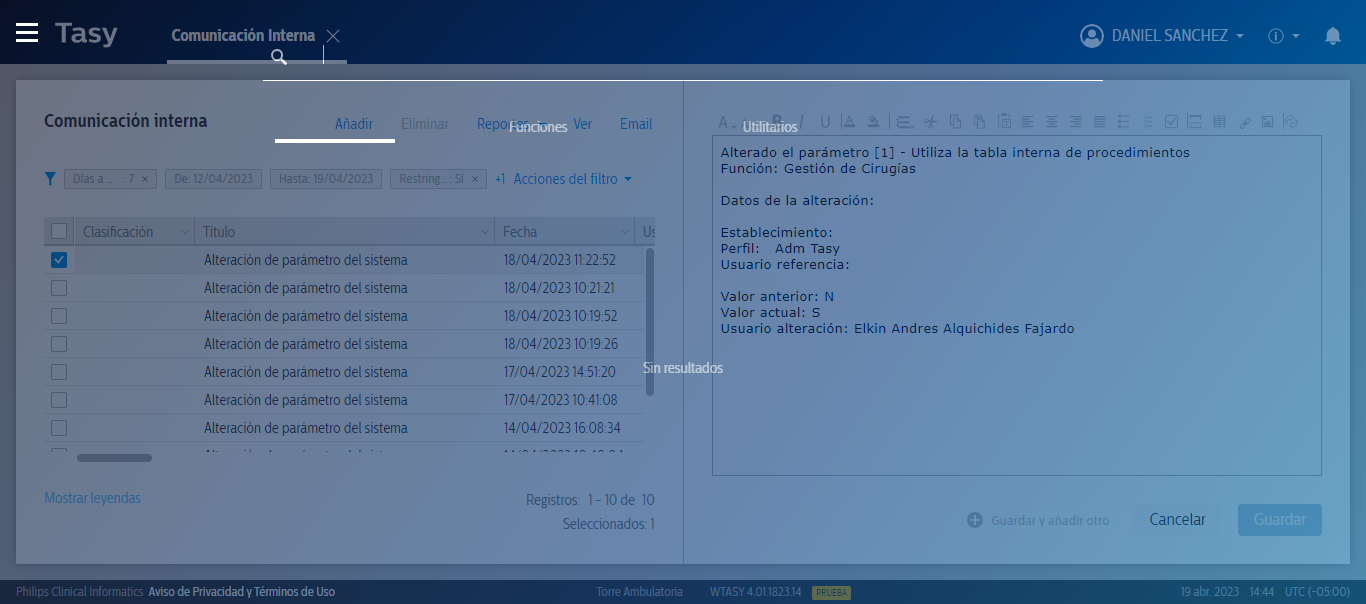 Tasy
Comunicación Interna
DANIEL SANCHEZ
Comunicación interna
Añadir Eliminar Reportes Ver Email
Funciones
Utilitarios
Días a ... : 7 × De: 12/04/2023 Hasta: 19/04/2023 Restring... : Sí × +1 Acciones del filtro
Clasificación Título Fecha Us
Alteración de parámetro del sistema 18/04/2023 11:22:52
Alteración de parámetro del sistema 18/04/2023 10:21:21
Alteración de parámetro del sistema 18/04/2023 10:19:52
Alteración de parámetro del sistema 18/04/2023 10:19:26
Alteración de parámetro del sistema 17/04/2023 14:51:20
Alteración de parámetro del sistema 17/04/2023 10:41:08
Alteración de parámetro del sistema 14/04/2023 16:08:34
Mostrar leyendas
Registros: 1 - 10 de 10
Seleccionados: 1
Alterado el parámetro [1] - Utiliza la tabla interna de procedimientos
Función: Gestión de Cirugías
Datos de la alteración:
Establecimiento:
Perfil: Adm Tasy
Usuario referencia:
Valor anterior: N
Valor actual: S
Usuario alteración: Elkin Andres Alquichides Fajardo
Sin resultados
Guardar y añadir otro Cancelar Guardar
Philips Clinical Informatics Aviso de Privacidad y Términos de Uso Torre Ambulatoria WTASY 4.01.1823.14 PRUEBA 19 abr. 2023 14:44 UTC (-05:00)